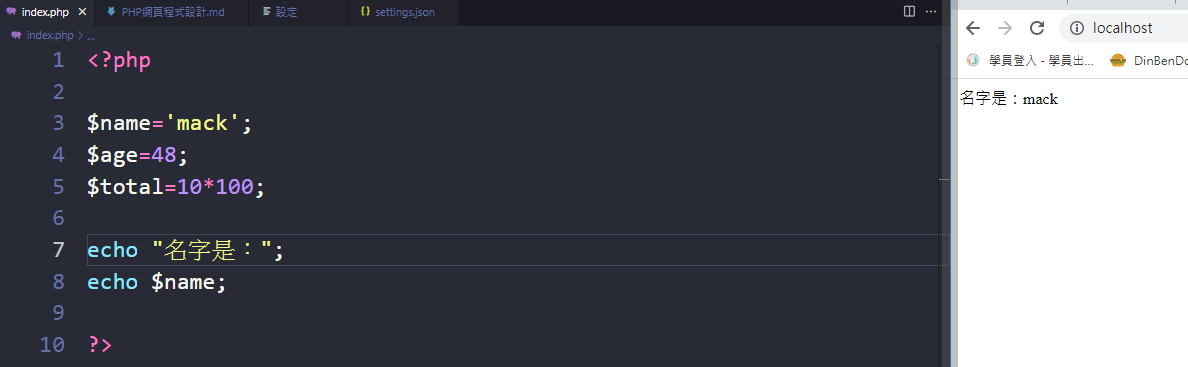 index.php PHP網頁程式設計.md 設定 settings.json
index.php > ...
1 <?php
2
3 $name='mack';
4 $age=48;
5 $total=10*100;
6
7 echo "名字是：";
8 echo $name;
9
10 ?>
localhost
學員登入 - 學員出... DinBenDo
名字是：mack